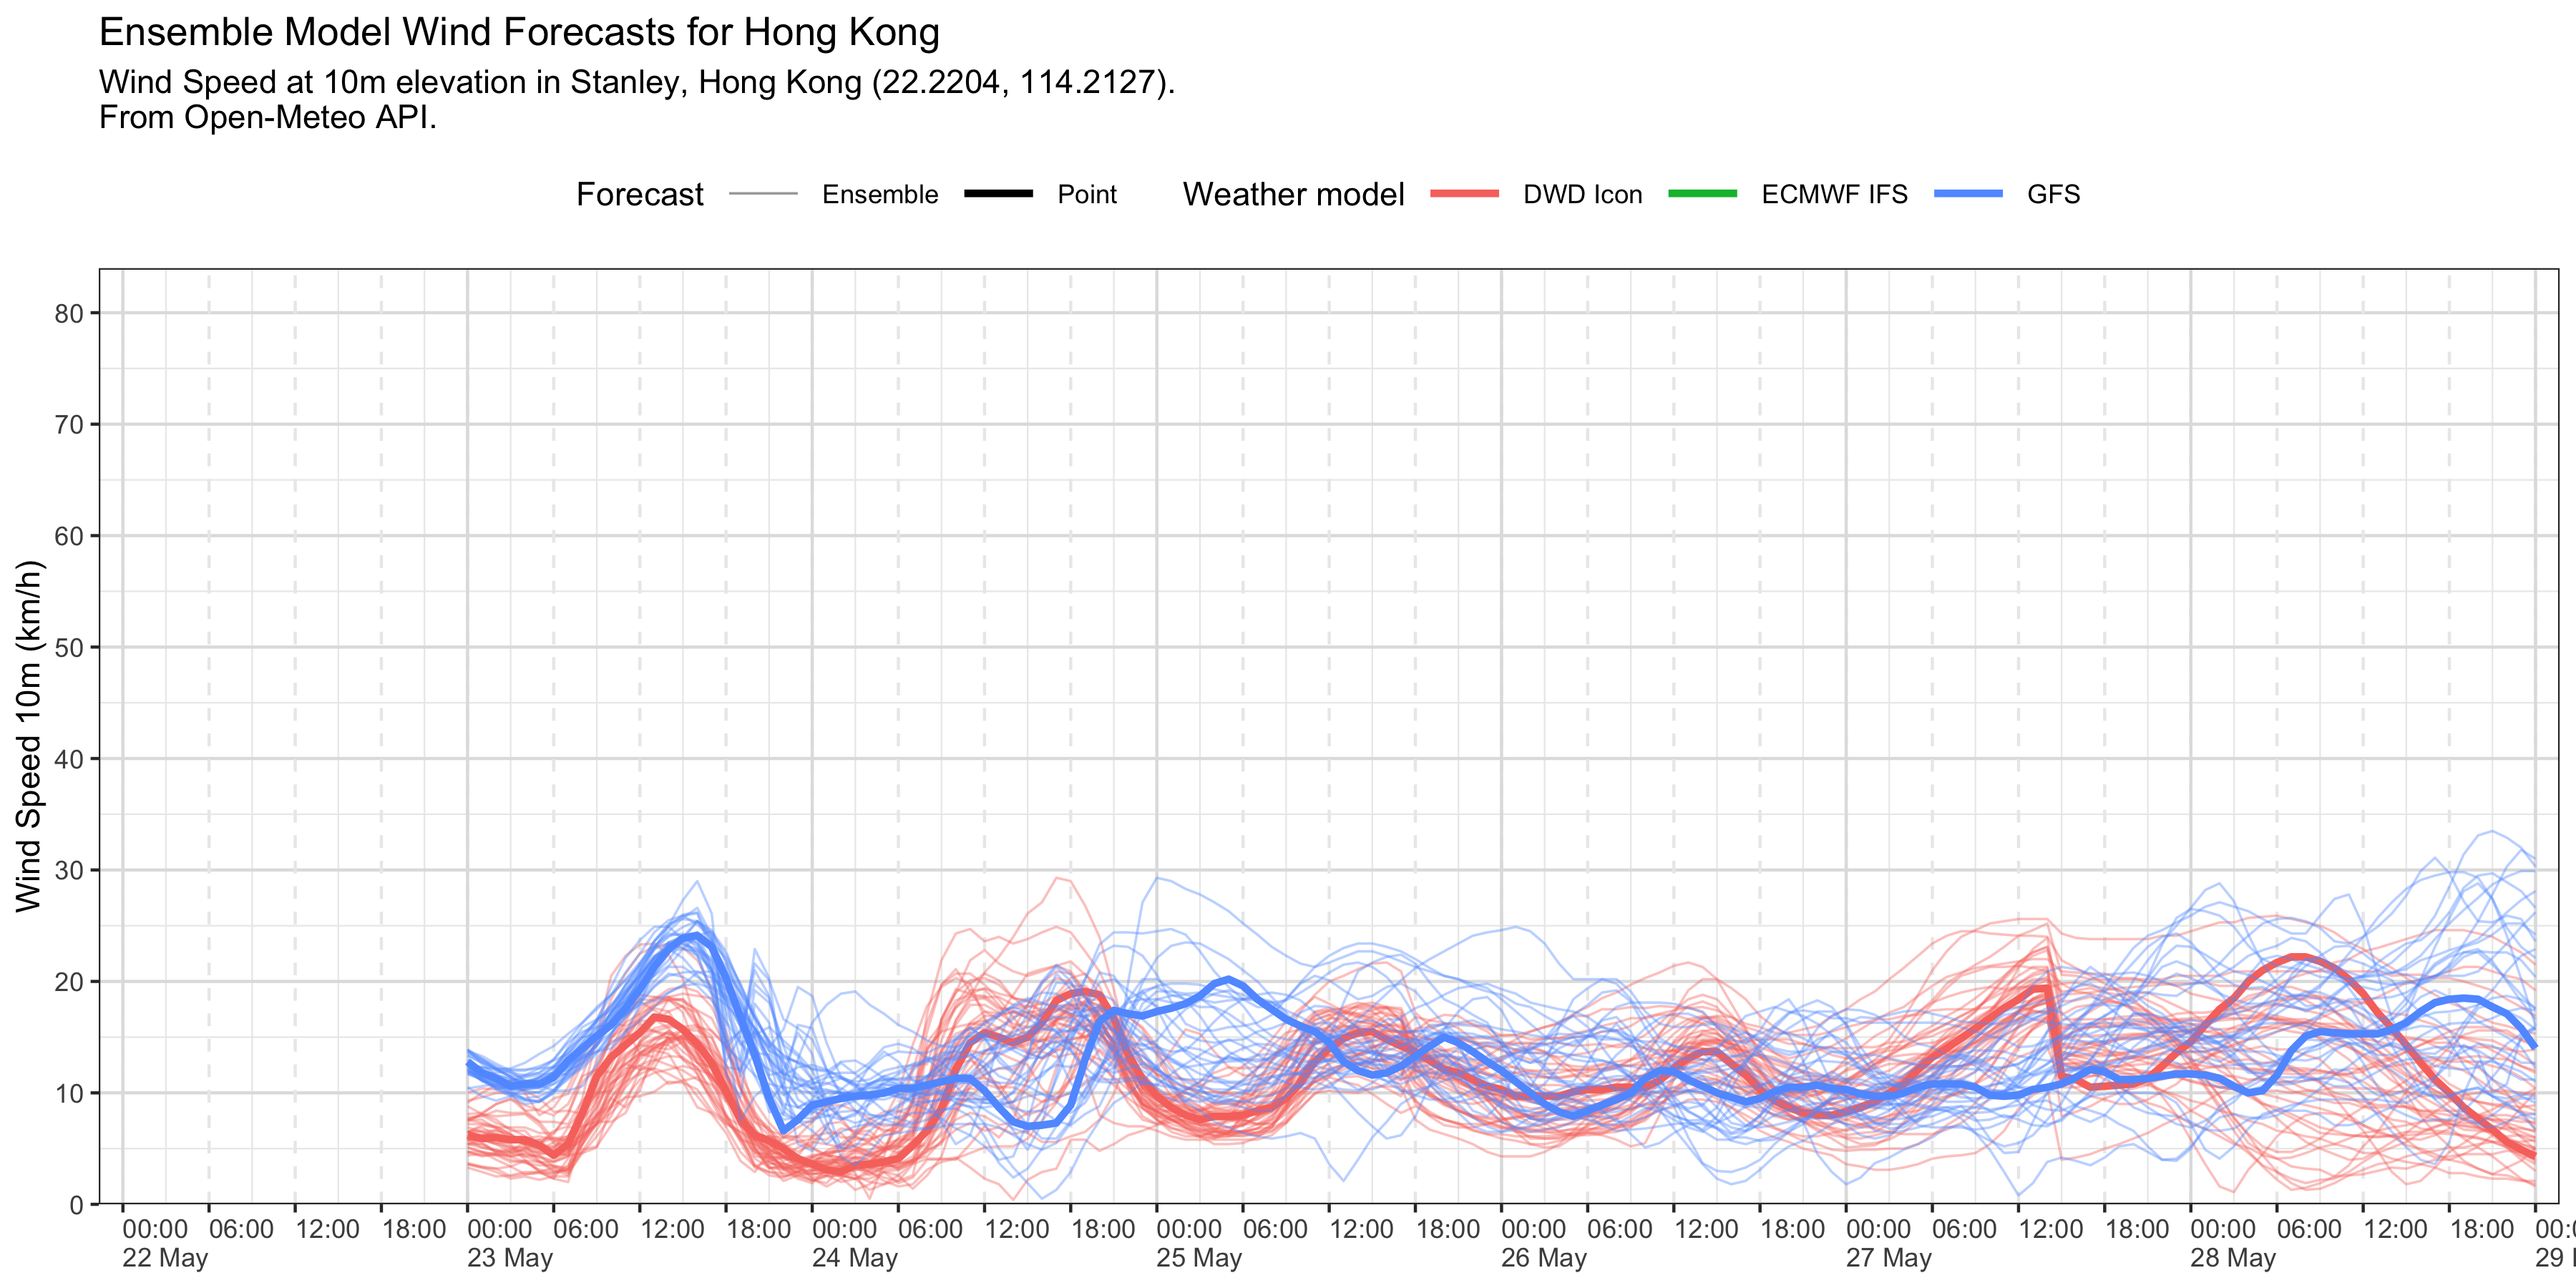 Ensemble Model Wind Forecasts for Hong Kong
Wind Speed at 10m elevation in Stanley, Hong Kong (22.2204, 114.2127).
From Open-Meteo API.
Forecast Ensemble Point Weather model DWD Icon ECMWF IFS GFS
Wind Speed 10m (km/h)
80
70
60
50
40
30
20
10
0
00:00 06:00 12:00 18:00 00:00 06:00 12:00 18:00 00:00 06:00 12:00 18:00 00:00 06:00 12:00 18:00 00:00 06:00 12:00 18:00 00:00 06:00 12:00 18:00 00:00 06:00 12:00 18:00
22 May 23 May 24 May 25 May 26 May 27 May 28 May 29